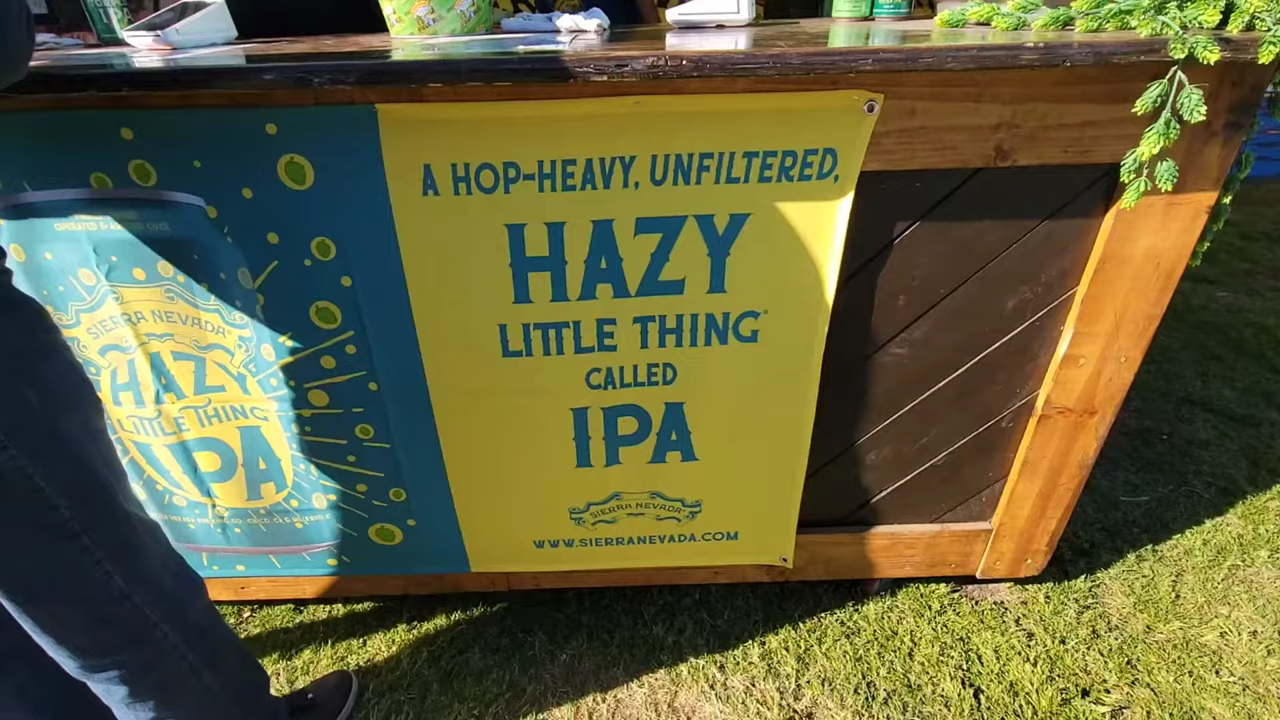 A HOP-HEAVY, UNFILTERED,
HAZY
LITTLE THING®
CALLED
IPA
SIERRA NEVADA
WWW.SIERRANEVADA.COM
SIERRA NEVADA
HAZY
LITTLE THING
IPA